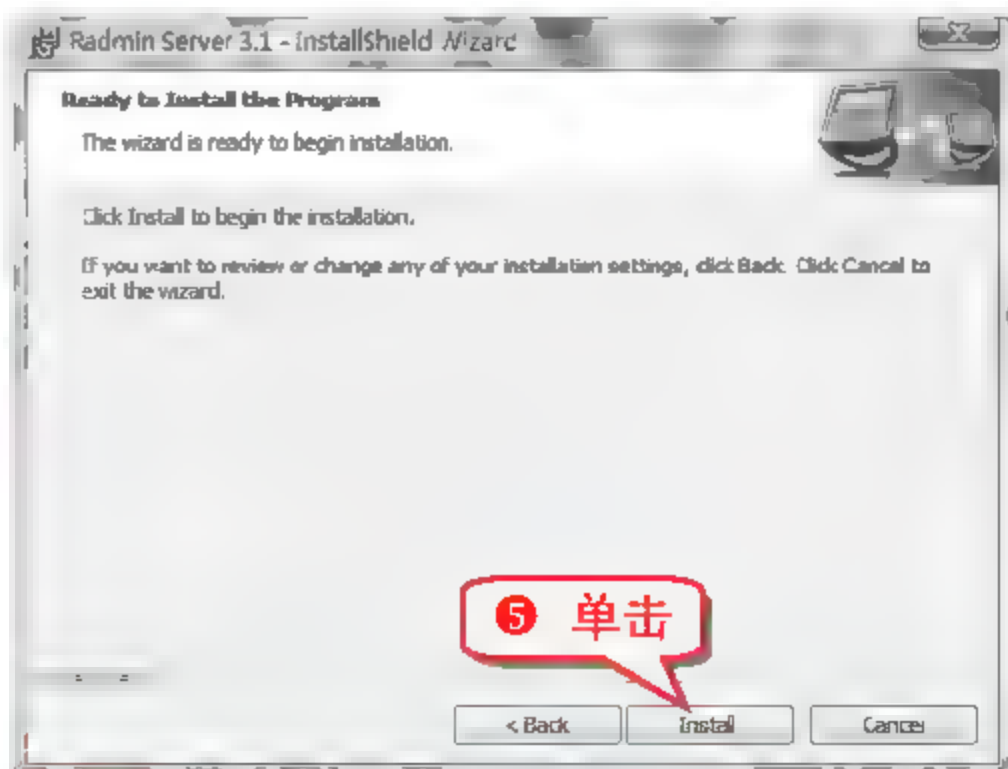 Radmin Server 3.1 - InstallShield Wizard
Ready to Install the Program
The wizard is ready to begin installation.
Click Install to begin the installation.
If you want to review or change any of your installation settings, click Back. Click Cancel to
exit the wizard.
❺ 单击
< Back
Install
Cancel